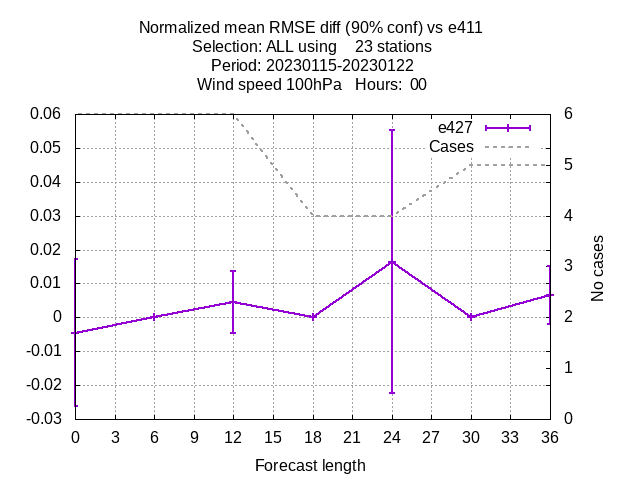 Normalized mean RMSE diff (90% conf) vs e411
Selection: ALL using    23 stations
Period: 20230115-20230122
Wind speed 100hPa   Hours:  00
e427
Cases
0.06
0.05
0.04
0.03
0.02
0.01
0
-0.01
-0.02
-0.03
6
5
4
3
2
1
0
No cases
0 3 6 9 12 15 18 21 24 27 30 33 36
Forecast length